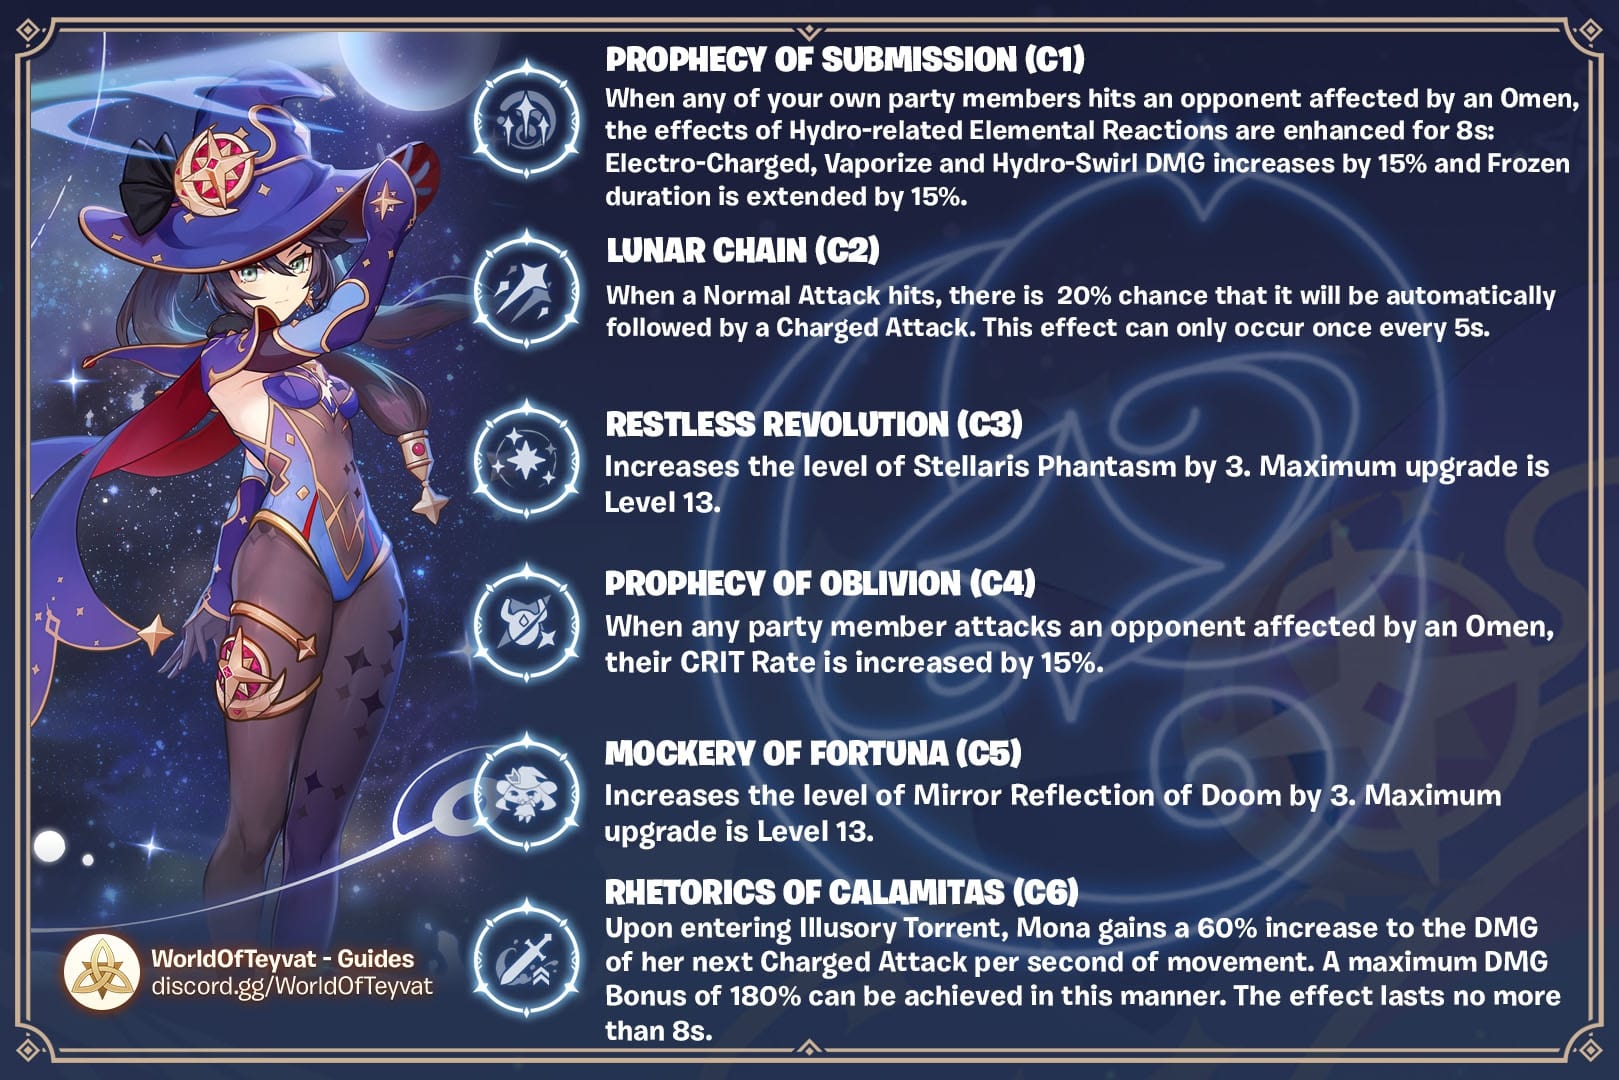 PROPHECY OF SUBMISSION (C1)
When any of your own party members hits an opponent affected by an Omen,
the effects of Hydro-related Elemental Reactions are enhanced for 8s:
Electro-Charged, Vaporize and Hydro-Swirl DMG increases by 15% and Frozen
duration is extended by 15%.
LUNAR CHAIN (C2)
When a Normal Attack hits, there is  20% chance that it will be automatically
followed by a Charged Attack. This effect can only occur once every 5s.
RESTLESS REVOLUTION (C3)
Increases the level of Stellaris Phantasm by 3. Maximum upgrade is
Level 13.
PROPHECY OF OBLIVION (C4)
When any party member attacks an opponent affected by an Omen,
their CRIT Rate is increased by 15%.
MOCKERY OF FORTUNA (C5)
Increases the level of Mirror Reflection of Doom by 3. Maximum
upgrade is Level 13.
RHETORICS OF CALAMITAS (C6)
Upon entering Illusory Torrent, Mona gains a 60% increase to the DMG
of her next Charged Attack per second of movement. A maximum DMG
Bonus of 180% can be achieved in this manner. The effect lasts no more
than 8s.
WorldOfTeyvat - Guides
discord.gg/WorldOfTeyvat